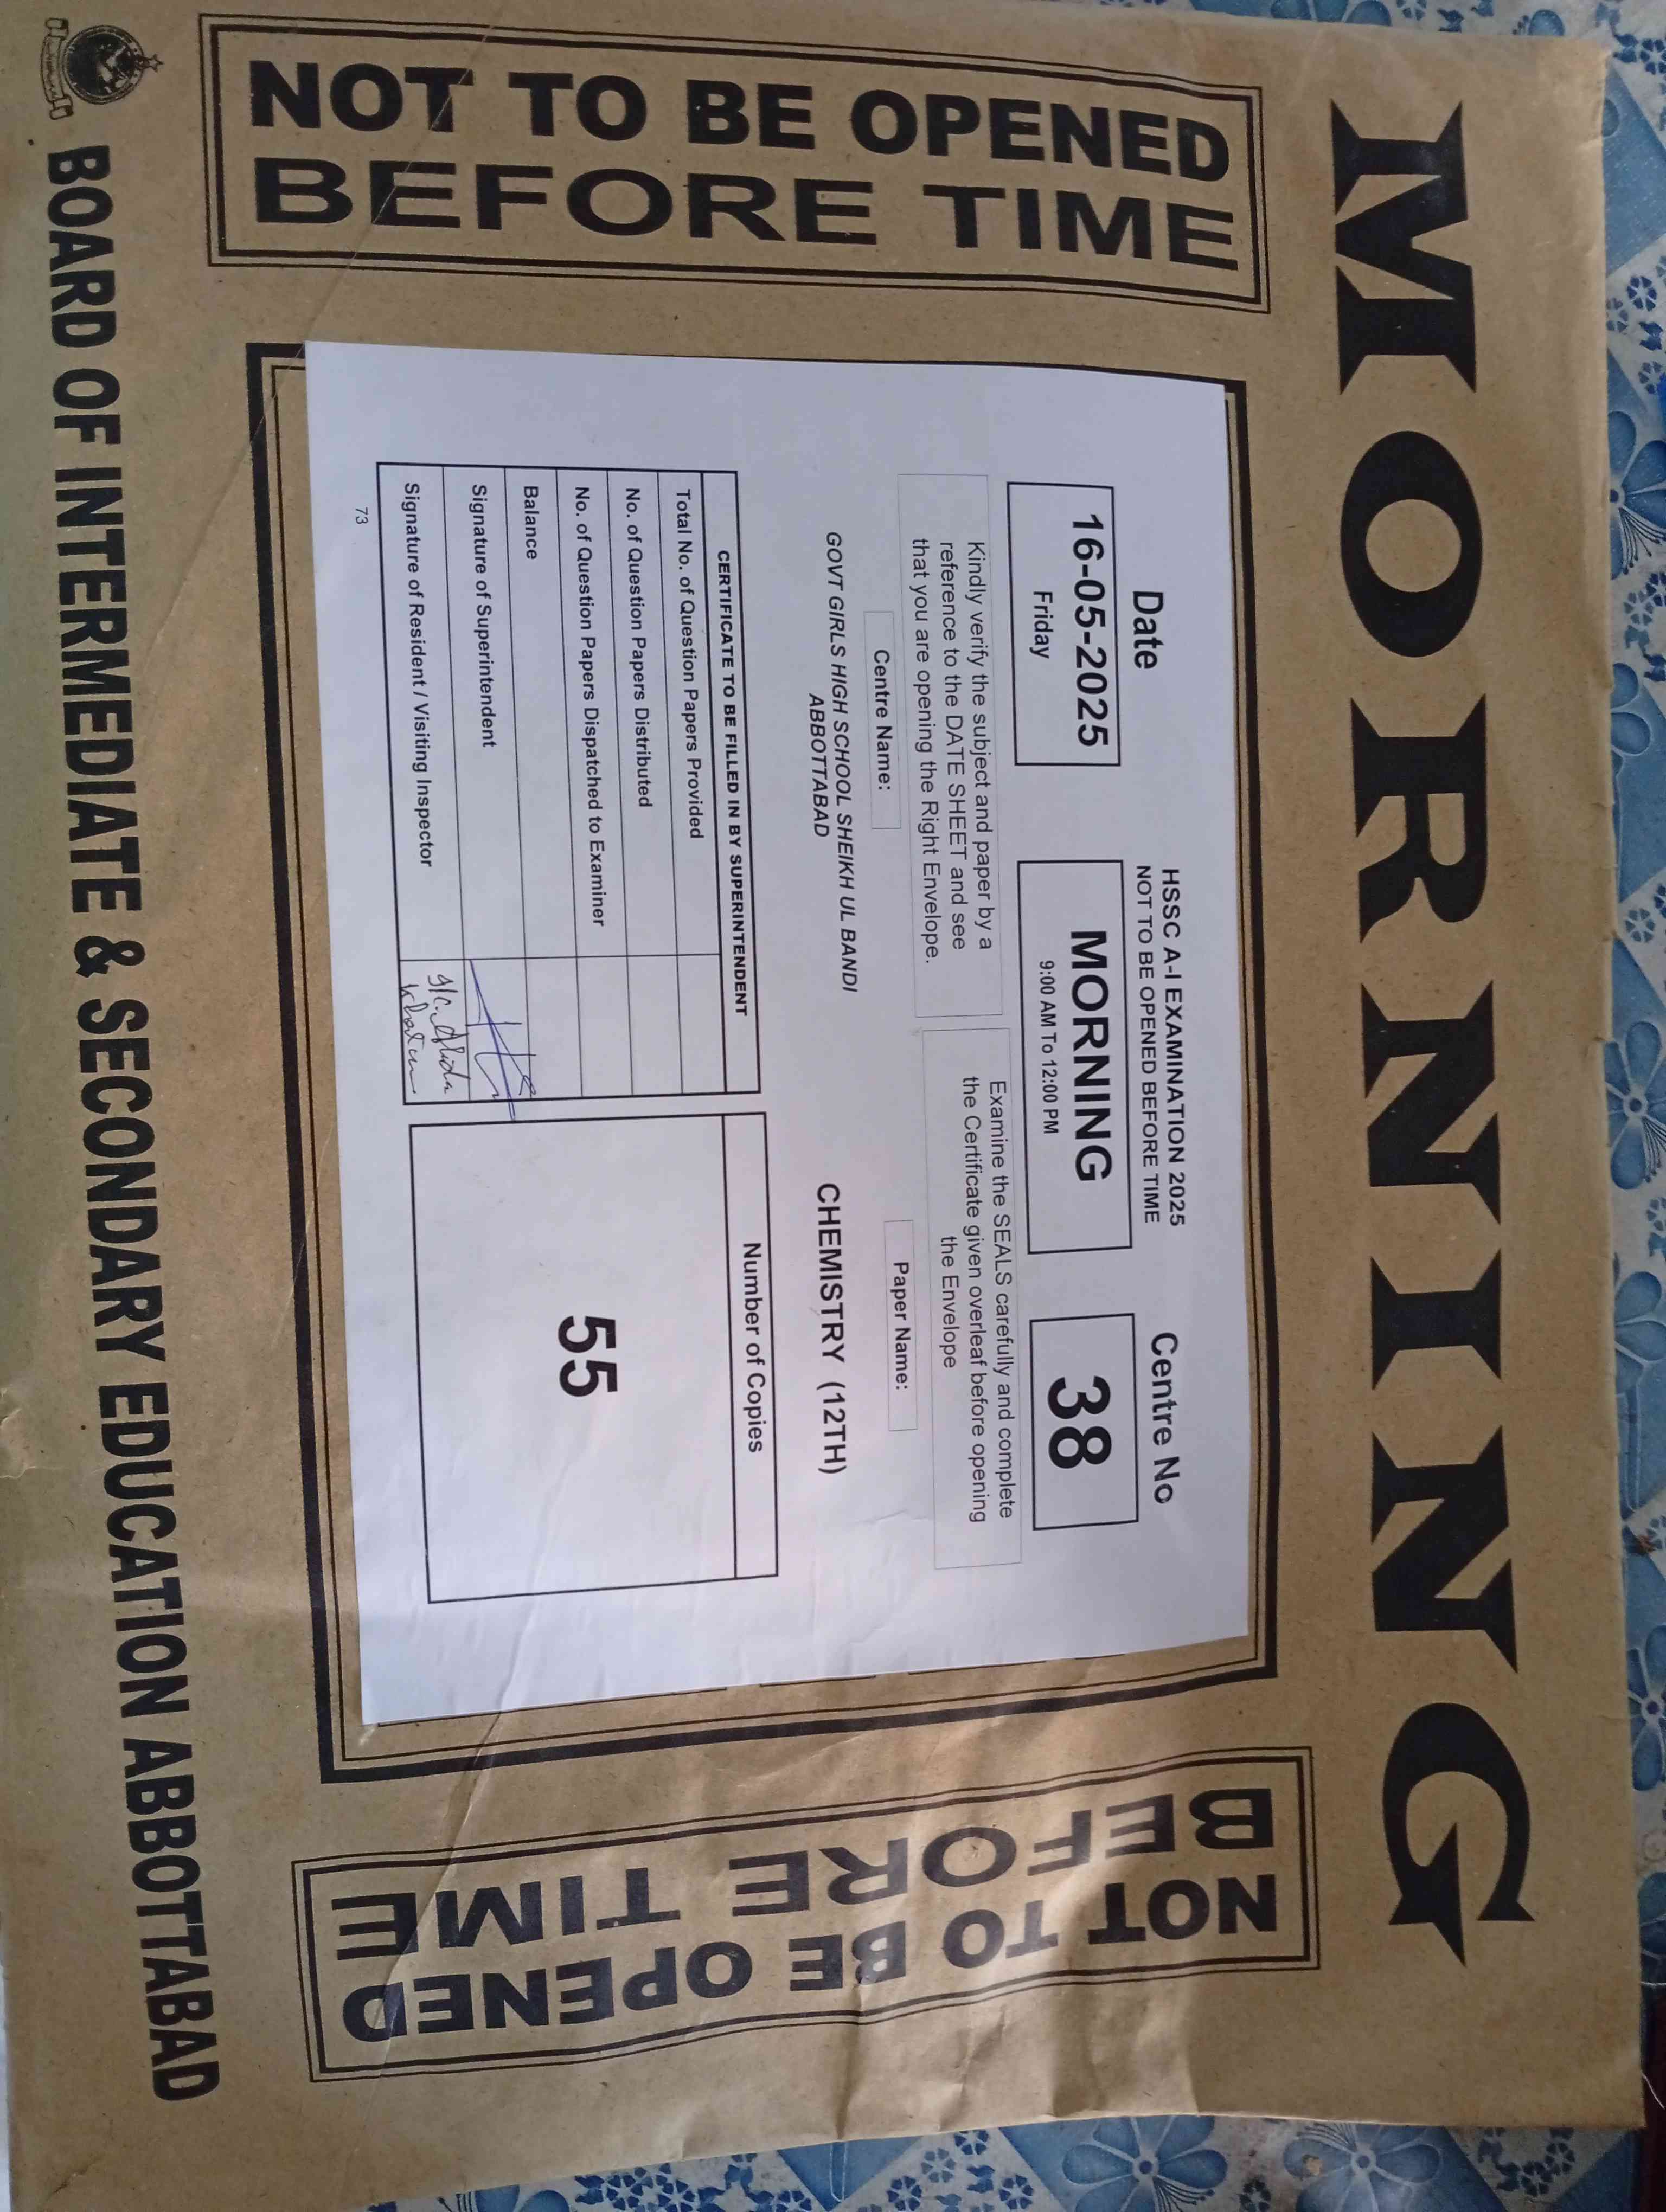 MORNING
NOT TO BE OPENED
BEFORE TIME
HSSC A-I EXAMINATION 2025
NOT TO BE OPENED BEFORE TIME
Date
Centre No
16-05-2025
Friday
MORNING
9:00 AM To 12:00 PM
38
Kindly verify the subject and paper by a
reference to the DATE SHEET and see
that you are opening the Right Envelope.
Examine the SEALS carefully and complete
the Certificate given overleaf before opening
the Envelope
Centre Name:
Paper Name:
GOVT GIRLS HIGH SCHOOL SHEIKH UL BANDI
ABBOTTABAD
CHEMISTRY (12TH)
CERTIFICATE TO BE FILLED IN BY SUPERINTENDENT
Total No. of Question Papers Provided
No. of Question Papers Distributed
No. of Question Papers Dispatched to Examiner
Balance
Signature of Superintendent
Signature of Resident / Visiting Inspector
Number of Copies
55
73
NOT TO BE OPENED
BEFORE TIME
BOARD OF INTERMEDIATE & SECONDARY EDUCATION ABBOTTABAD